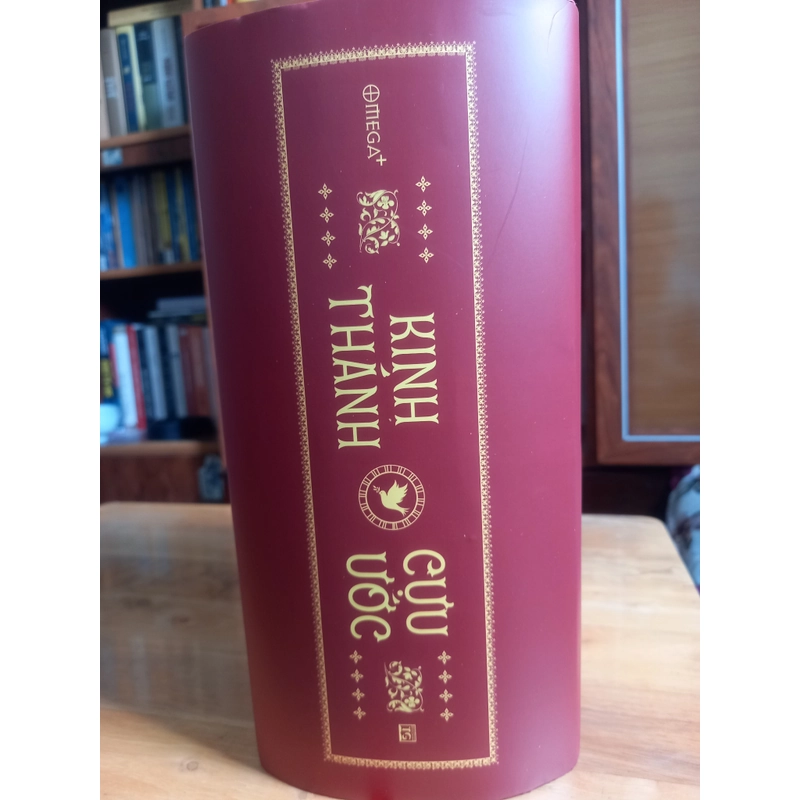 OMEGA+
KINH
THÁNH
CỰU
ƯỚC